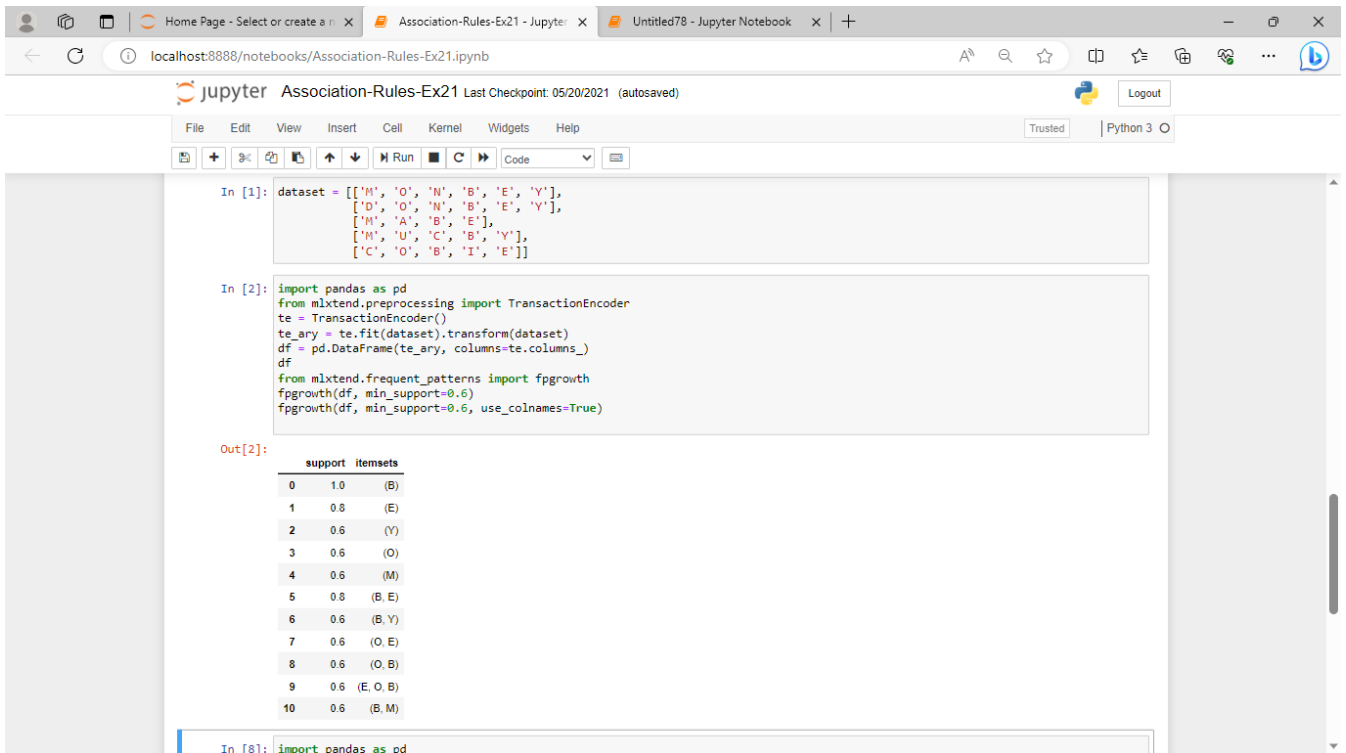 Home Page - Select or create a n
Association-Rules-Ex21 - Jupyter
Untitled78 - Jupyter Notebook
localhost:8888/notebooks/Association-Rules-Ex21.ipynb
jupyter Association-Rules-Ex21 Last Checkpoint: 05/20/2021 (autosaved)
Logout
File Edit View Insert Cell Kernel Widgets Help
Trusted
Python 3
Run
Code
In [1]: dataset = [['M', 'O', 'N', 'B', 'E', 'Y'],
['D', 'O', 'N', 'B', 'E', 'Y'],
['M', 'A', 'B', 'E'],
['M', 'U', 'C', 'B', 'Y'],
['C', 'O', 'B', 'I', 'E']]
In [2]: import pandas as pd
from mlxtend.preprocessing import TransactionEncoder
te = TransactionEncoder()
te_ary = te.fit(dataset).transform(dataset)
df = pd.DataFrame(te_ary, columns=te.columns_)
df
from mlxtend.frequent_patterns import fpgrowth
fpgrowth(df, min_support=0.6)
fpgrowth(df, min_support=0.6, use_colnames=True)
Out[2]:
support itemsets
0 1.0 (B)
1 0.8 (E)
2 0.6 (Y)
3 0.6 (O)
4 0.6 (M)
5 0.8 (B, E)
6 0.6 (B, Y)
7 0.6 (O, E)
8 0.6 (O, B)
9 0.6 (E, O, B)
10 0.6 (B, M)
In [8]: import pandas as pd